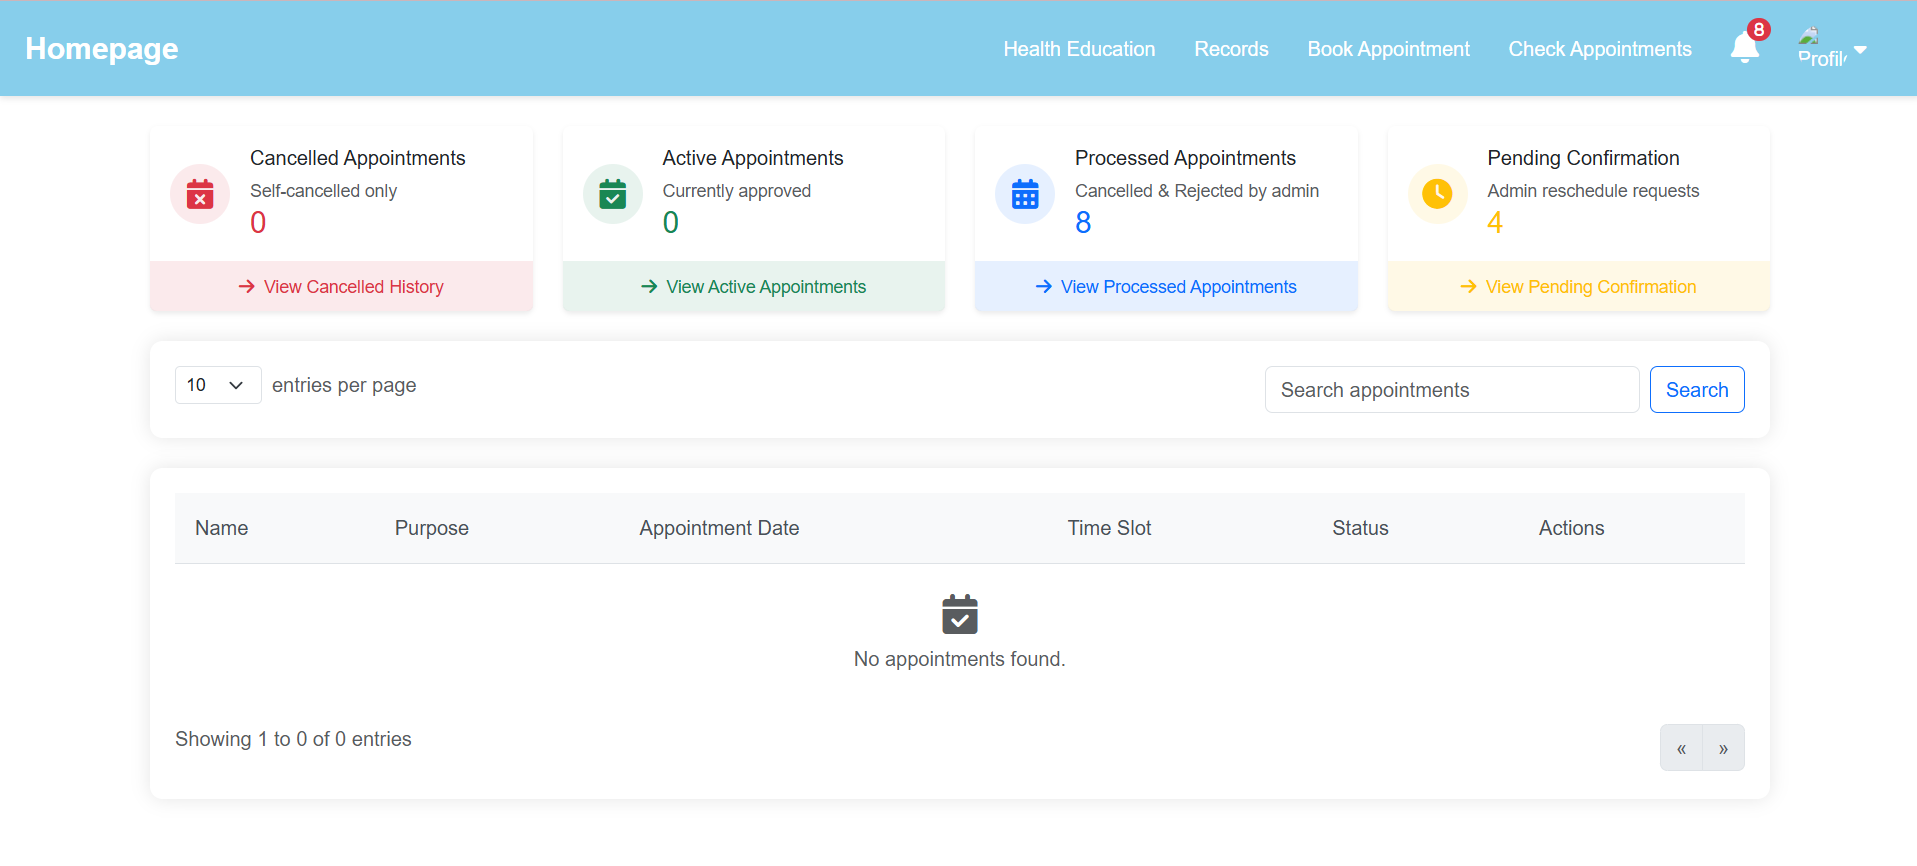 Homepage
Health Education
Records
Book Appointment
Check Appointments
8
Cancelled Appointments
Self-cancelled only
0
View Cancelled History
Active Appointments
Currently approved
0
View Active Appointments
Processed Appointments
Cancelled & Rejected by admin
8
View Processed Appointments
Pending Confirmation
Admin reschedule requests
4
View Pending Confirmation
10
entries per page
Search appointments
Search
Name
Purpose
Appointment Date
Time Slot
Status
Actions
No appointments found.
Showing 1 to 0 of 0 entries
«
»